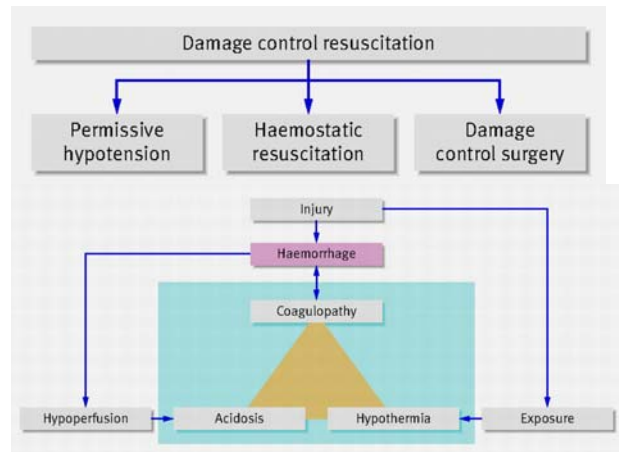 Damage control resuscitation
Permissive
hypotension
Haemostatic
resuscitation
Damage
control surgery
Injury
Haemorrhage
Coagulopathy
Hypoperfusion
Acidosis
Hypothermia
Exposure